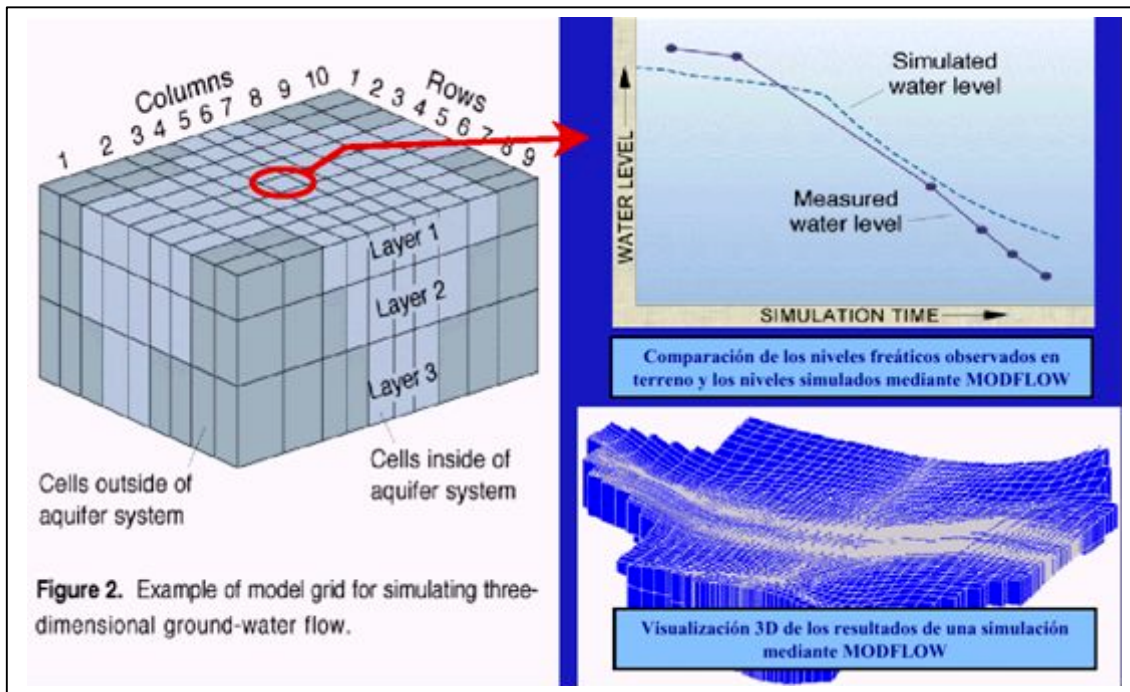 Columns
1 2 3 4 5 6 7 8 9 10
Rows
1 2 3 4 5 6 7 8 9
Layer 1
Layer 2
Layer 3
Cells outside of
aquifer system
Cells inside of
aquifer system
Figure 2. Example of model grid for simulating three-
dimensional ground-water flow.
WATER LEVEL
Simulated
water level
Measured
water level
SIMULATION TIME
Comparación de los niveles freáticos observados en
terreno y los niveles simulados mediante MODFLOW
Visualización 3D de los resultados de una simulación
mediante MODFLOW